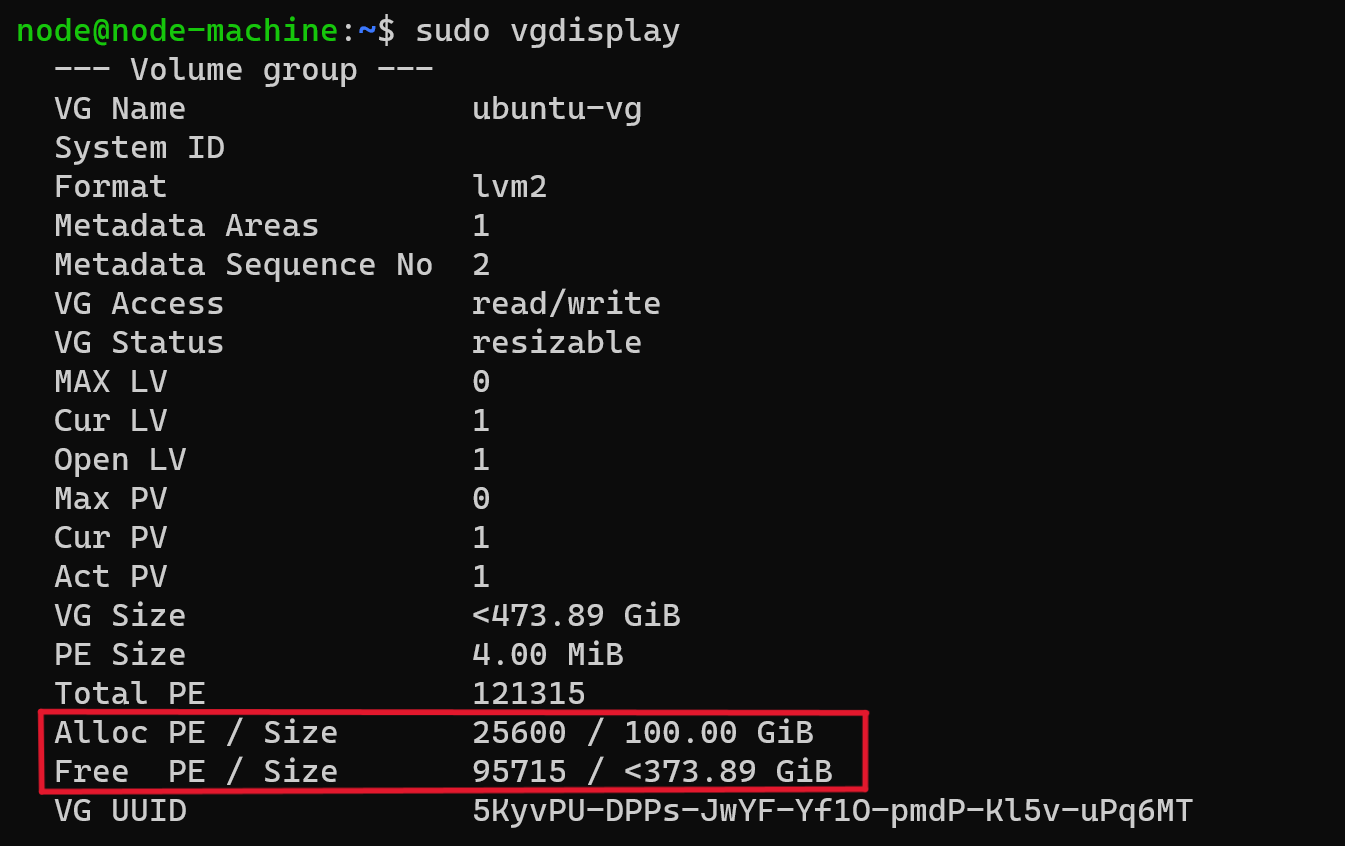 node@node-machine:~$ sudo vgdisplay
--- Volume group ---
VG Name ubuntu-vg
System ID
Format lvm2
Metadata Areas 1
Metadata Sequence No 2
VG Access read/write
VG Status resizable
MAX LV 0
Cur LV 1
Open LV 1
Max PV 0
Cur PV 1
Act PV 1
VG Size <473.89 GiB
PE Size 4.00 MiB
Total PE 121315
Alloc PE / Size 25600 / 100.00 GiB
Free  PE / Size 95715 / <373.89 GiB
VG UUID 5KyvPU-DPPs-JwYF-Yf1O-pmdP-Kl5v-uPq6MT